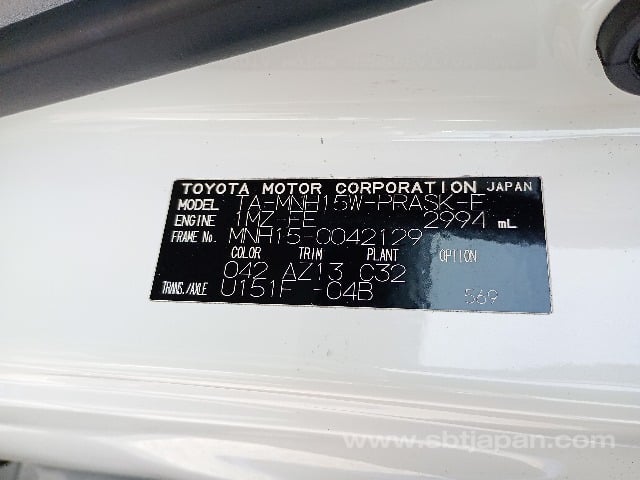 TOYOTA MOTOR CORPORATION JAPAN
MODEL TA-MNH15W-PRASK-F
ENGINE 1MZ-FE 2994 mL
FRAME No. MNH15-0042129
COLOR TRIM PLANT OPTION
042 AZ13 C32
TRANS./AXLE U151F -04B 569
www.sbtjapan.com